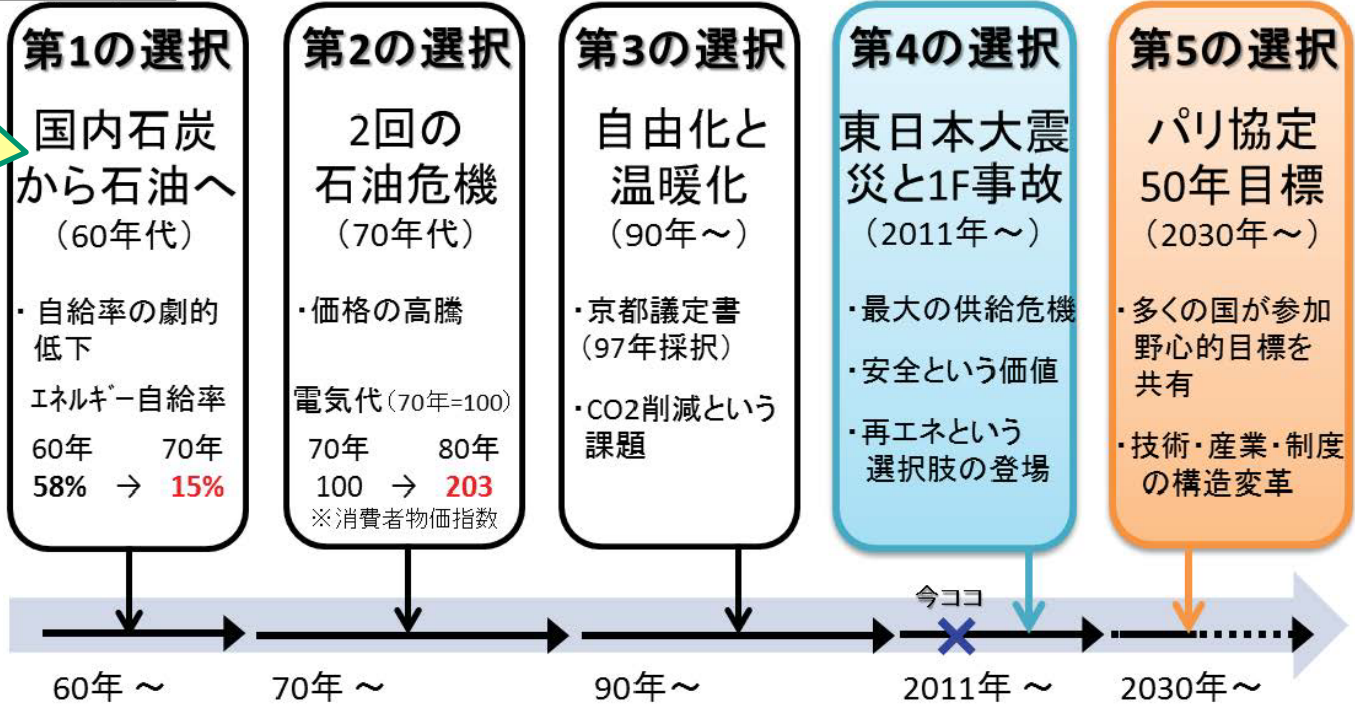 第1の選択
国内石炭
から石油へ
(60年代)
・自給率の劇的
低下
エネルギー自給率
60年 70年
58% → 15%
第2の選択
2回の
石油危機
(70年代)
・価格の高騰
電気代(70年=100)
70年 80年
100 → 203
※消費者物価指数
第3の選択
自由化と
温暖化
(90年～)
・京都議定書
(97年採択)
・CO2削減という
課題
第4の選択
東日本大震
災と1F事故
(2011年～)
・最大の供給危機
・安全という価値
・再エネという
選択肢の登場
第5の選択
パリ協定
50年目標
(2030年～)
・多くの国が参加
野心的目標を
共有
・技術・産業・制度
の構造変革
今ココ
60年 ～ 70年 ～ 90年～ 2011年 ～ 2030年～